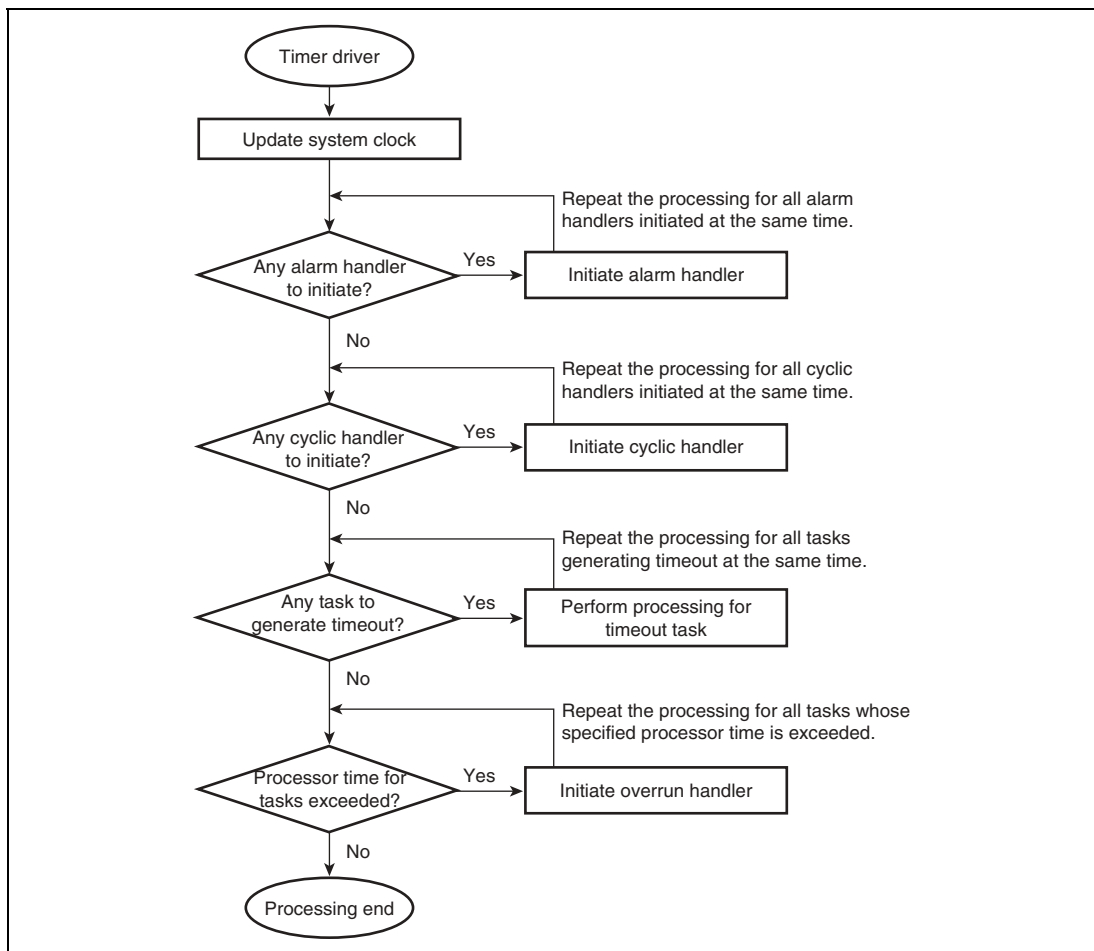 Timer driver
Update system clock
Repeat the processing for all alarm
handlers initiated at the same time.
Any alarm handler
to initiate?
Yes
Initiate alarm handler
No
Repeat the processing for all cyclic
handlers initiated at the same time.
Any cyclic handler
to initiate?
Yes
Initiate cyclic handler
No
Repeat the processing for all tasks
generating timeout at the same time.
Any task to
generate timeout?
Yes
Perform processing for
timeout task
No
Repeat the processing for all tasks whose
specified processor time is exceeded.
Processor time for
tasks exceeded?
Yes
Initiate overrun handler
No
Processing end